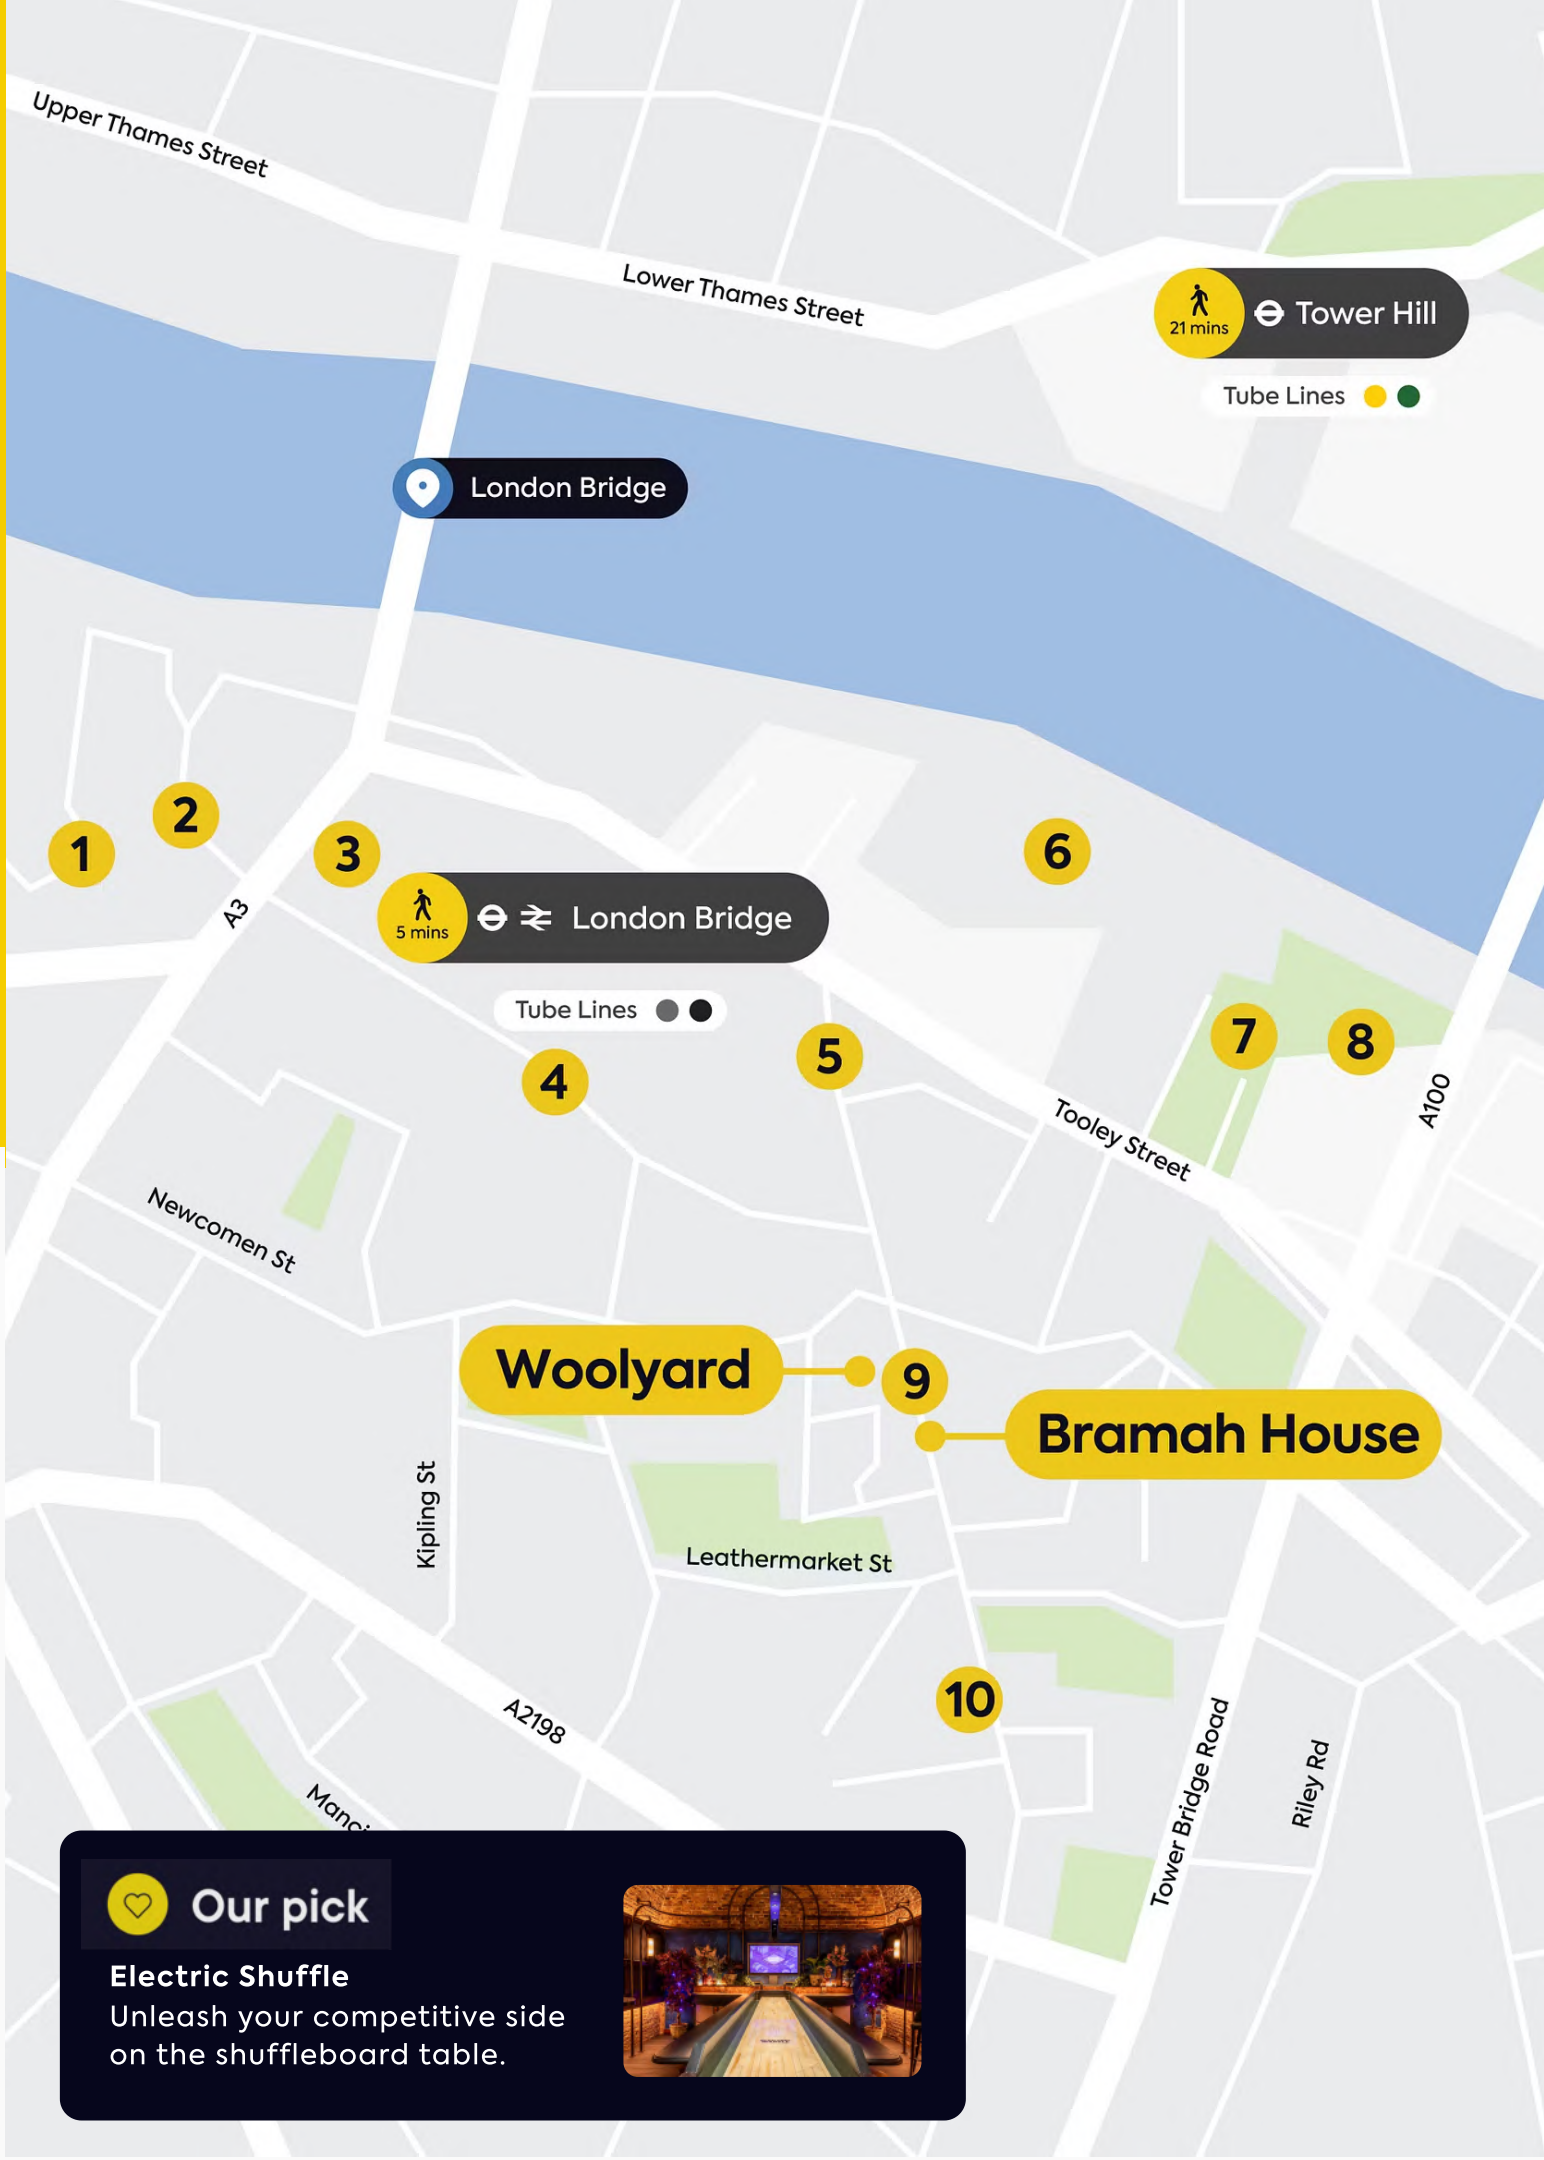 Upper Thames Street
Lower Thames Street
21 mins
Tower Hill
Tube Lines
London Bridge
1
2
3
6
A3
5 mins
London Bridge
Tube Lines
4
5
7
8
A100
Tooley Street
Newcomen St
Woolyard
9
Bramah House
Kipling St
Leathermarket St
10
A2198
Tower Bridge Road
Riley Rd
Manci
Our pick
Electric Shuffle
Unleash your competitive side
on the shuffleboard table.